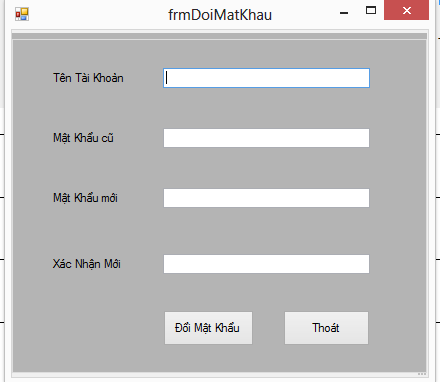 frmDoiMatKhau
Tên Tài Khoản
Mật Khẩu cũ
Mật Khẩu mới
Xác Nhận Mới
Đổi Mật Khẩu Thoát